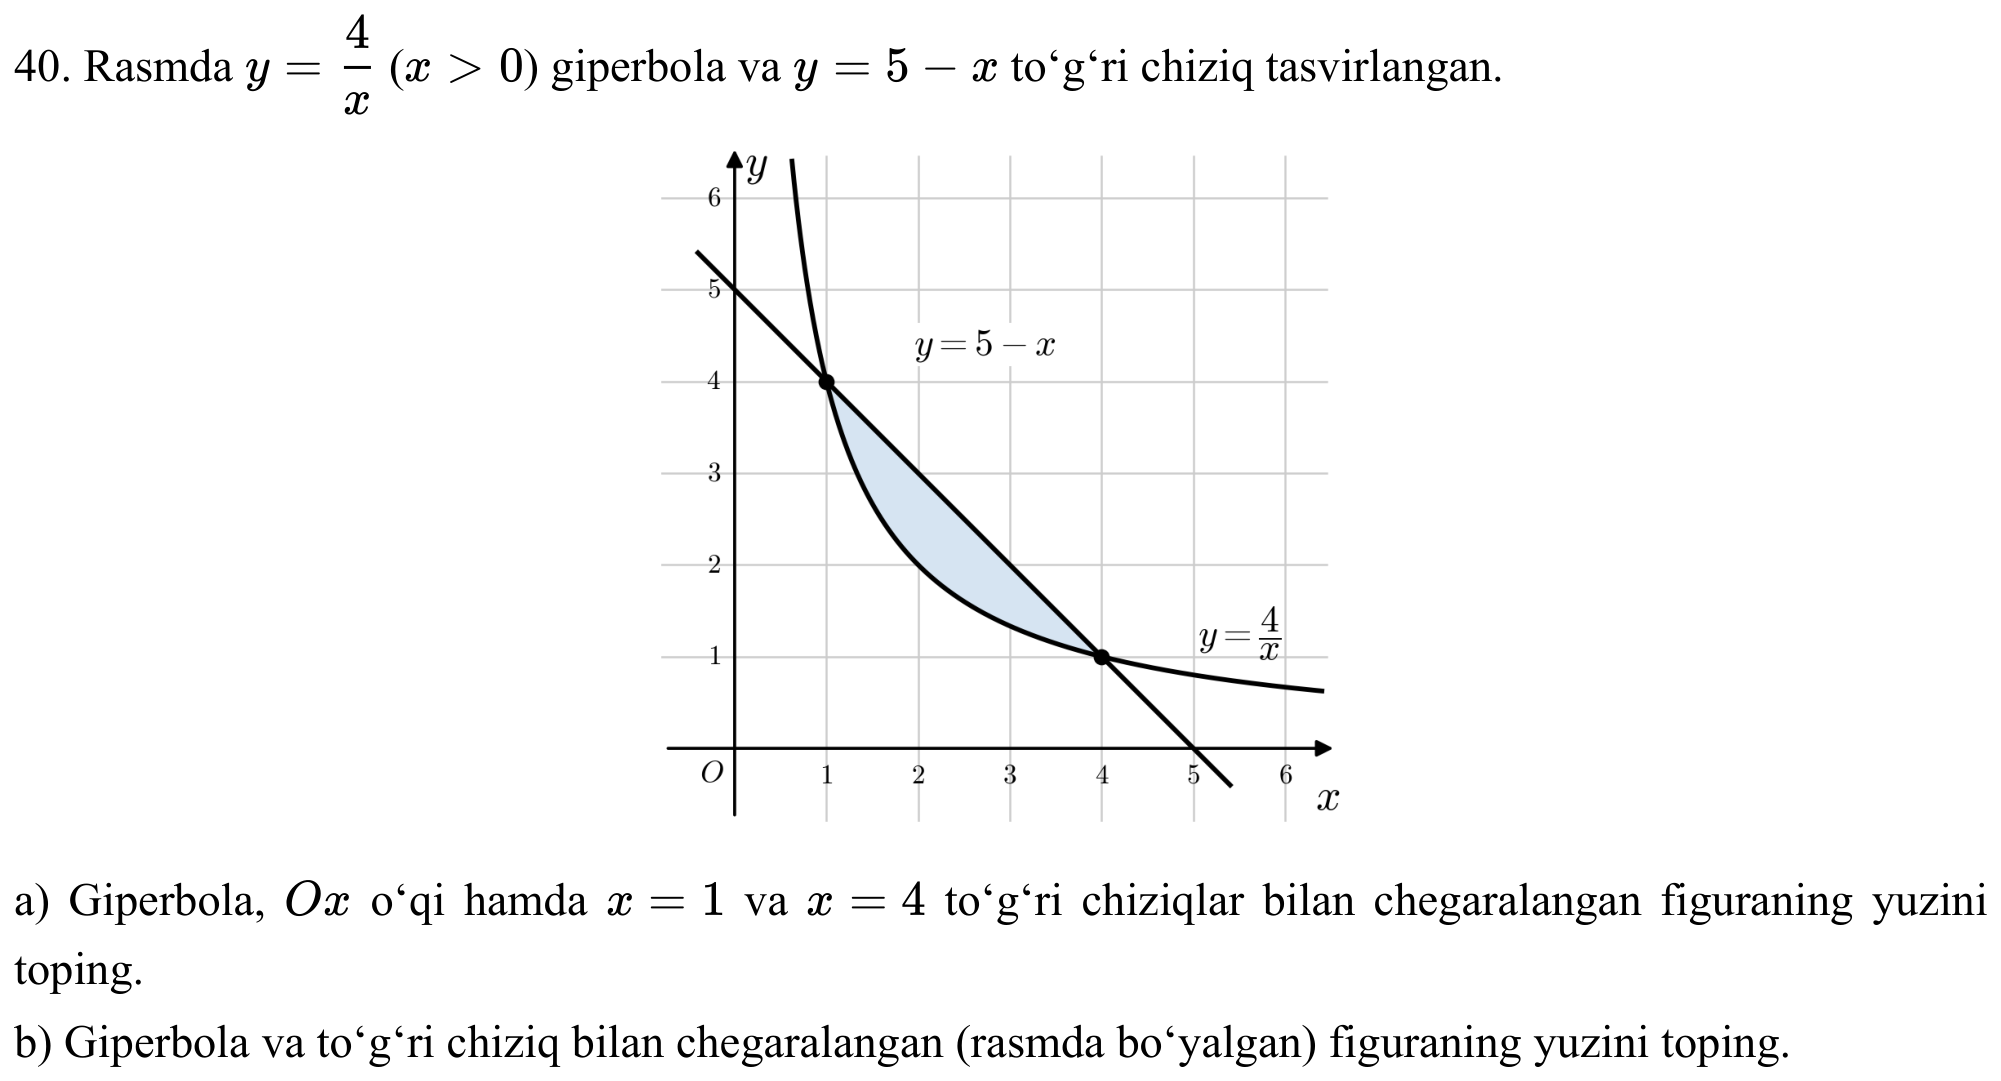 40. Rasmda y = 4/x (x > 0) giperbola va y = 5 − x to‘g‘ri chiziq tasvirlangan.
y
6
5
y = 5 − x
4
3
2
y = 4/x
1
O 1 2 3 4 5 6
x
a) Giperbola, Ox o‘qi hamda x = 1 va x = 4 to‘g‘ri chiziqlar bilan chegaralangan figuraning yuzini
toping.
b) Giperbola va to‘g‘ri chiziq bilan chegaralangan (rasmda bo‘yalgan) figuraning yuzini toping.